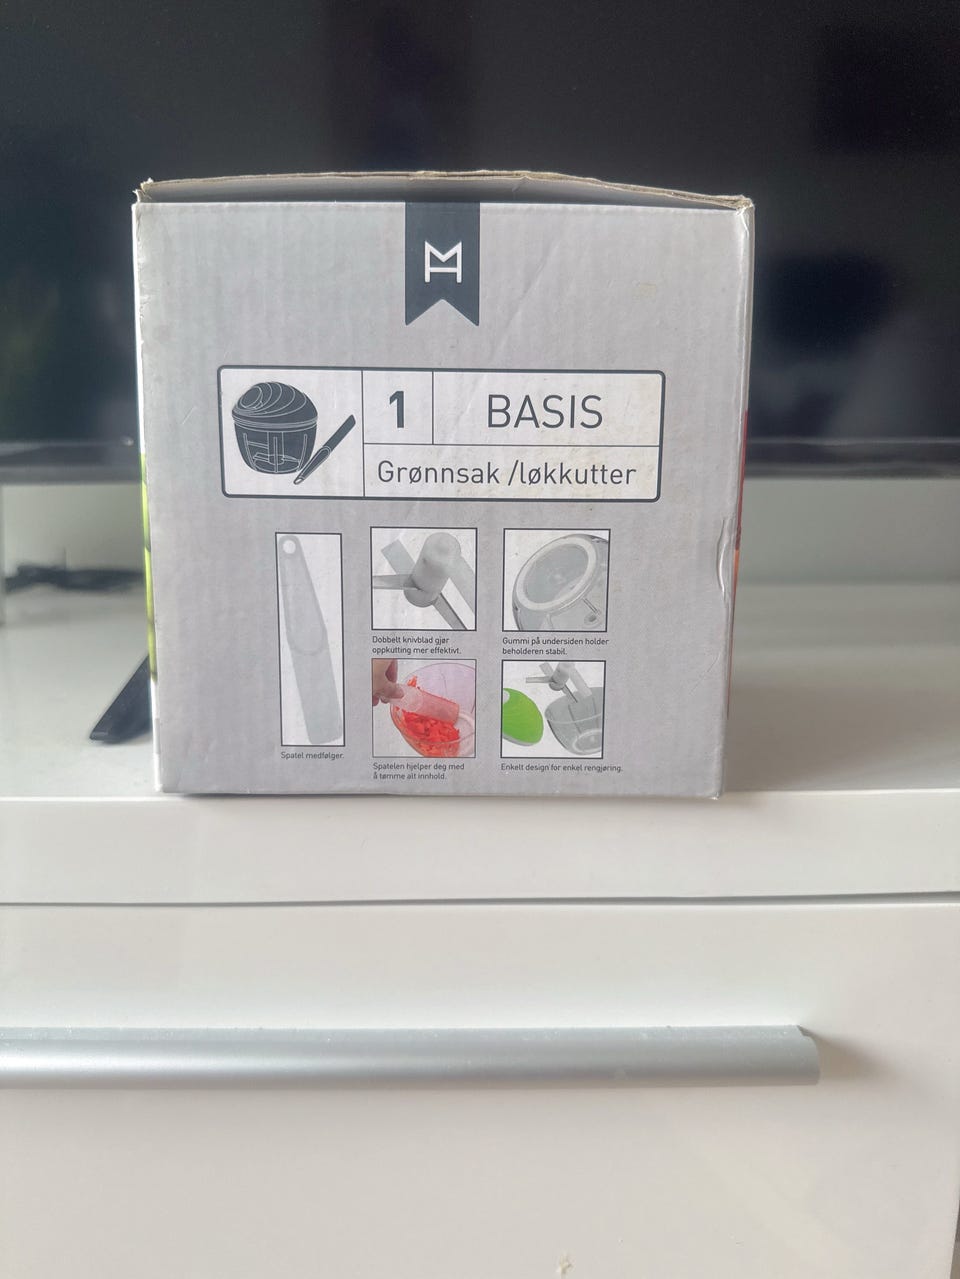 1
BASIS
Grønnsak /løkkutter
Dobbelt knivblad gjør
oppkutting mer effektivt.
Gummi på undersiden holder
beholderen stabil.
Spatel medfølger.
Spatelen hjelper deg med
å tømme alt innhold.
Enkelt design for enkel rengjøring.